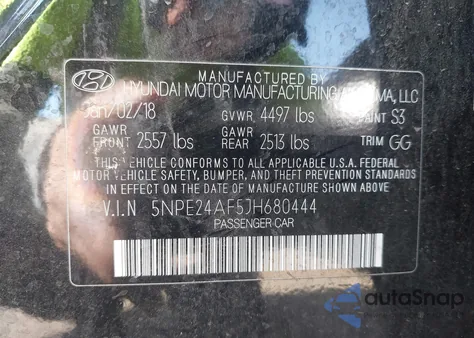 MANUFACTURED BY
HYUNDAI MOTOR MANUFACTURING MA, LLC
Jan/02/18 GVWR 4497 lbs PAINT S3
GAWR FRONT 2557 lbs GAWR REAR 2513 lbs TRIM GG
THIS VEHICLE CONFORMS TO ALL APPLICABLE U.S.A. FEDERAL
MOTOR VEHICLE SAFETY, BUMPER, AND THEFT PREVENTION STANDARDS
IN EFFECT ON THE DATE OF MANUFACTURE SHOWN ABOVE
V.I.N 5NPE24AF5JH680444
PASSENGER CAR
autoSnap